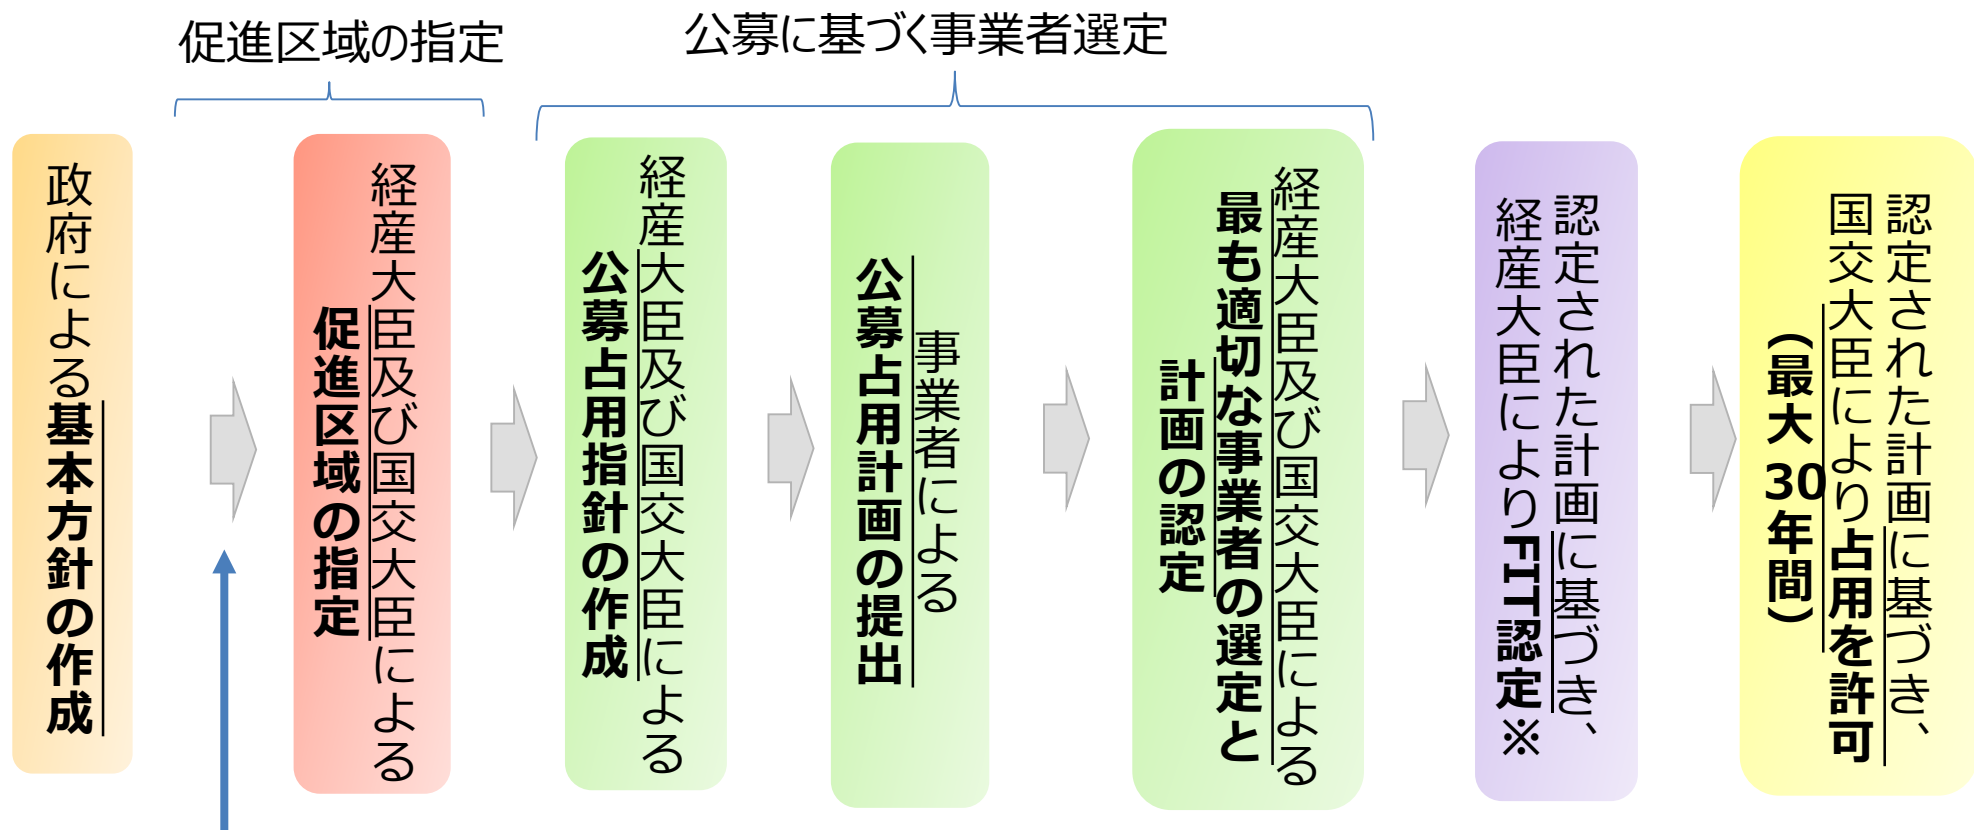 促進区域の指定
公募に基づく事業者選定
政府による基本方針の作成
経産大臣及び国交大臣による
促進区域の指定
経産大臣及び国交大臣による
公募占用指針の作成
事業者による
公募占用計画の提出
経産大臣及び国交大臣による
最も適切な事業者の選定と
計画の認定
認定された計画に基づき、
経産大臣によりFIT認定※
認定された計画に基づき、
国交大臣により占用を許可
（最大30年間）